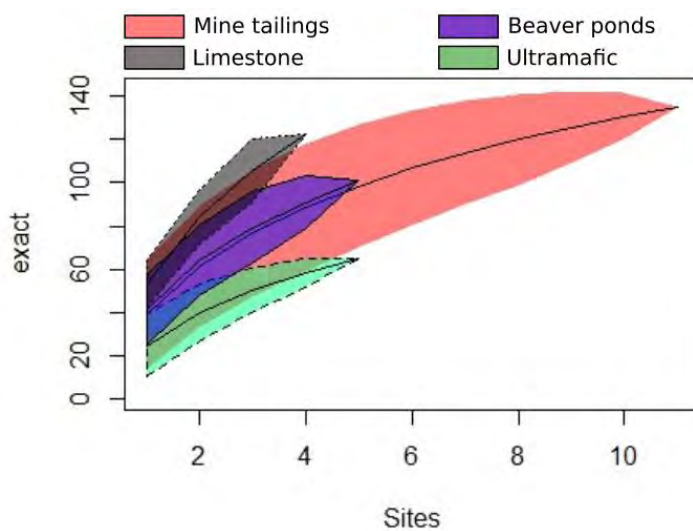 Mine tailings Beaver ponds
Limestone Ultramafic
140
100
60
20
0
exact
2 4 6 8 10
Sites